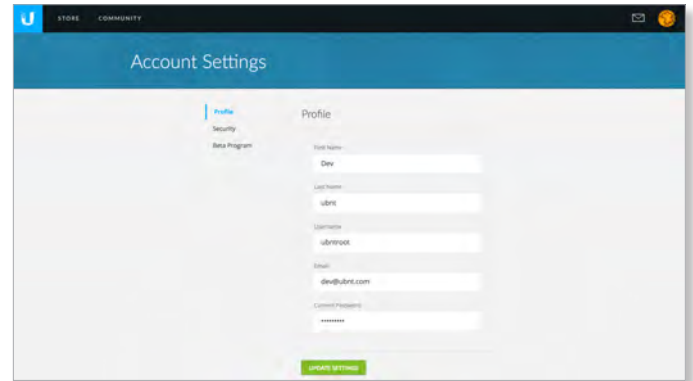 STORE COMMUNITY
Account Settings
Profile
Security
Beta Program
Profile
First Name
Dev
Last Name
ubnt
Username
ubntroot
Email
dev@ubnt.com
Current Password
•••••••••
UPDATE SETTINGS